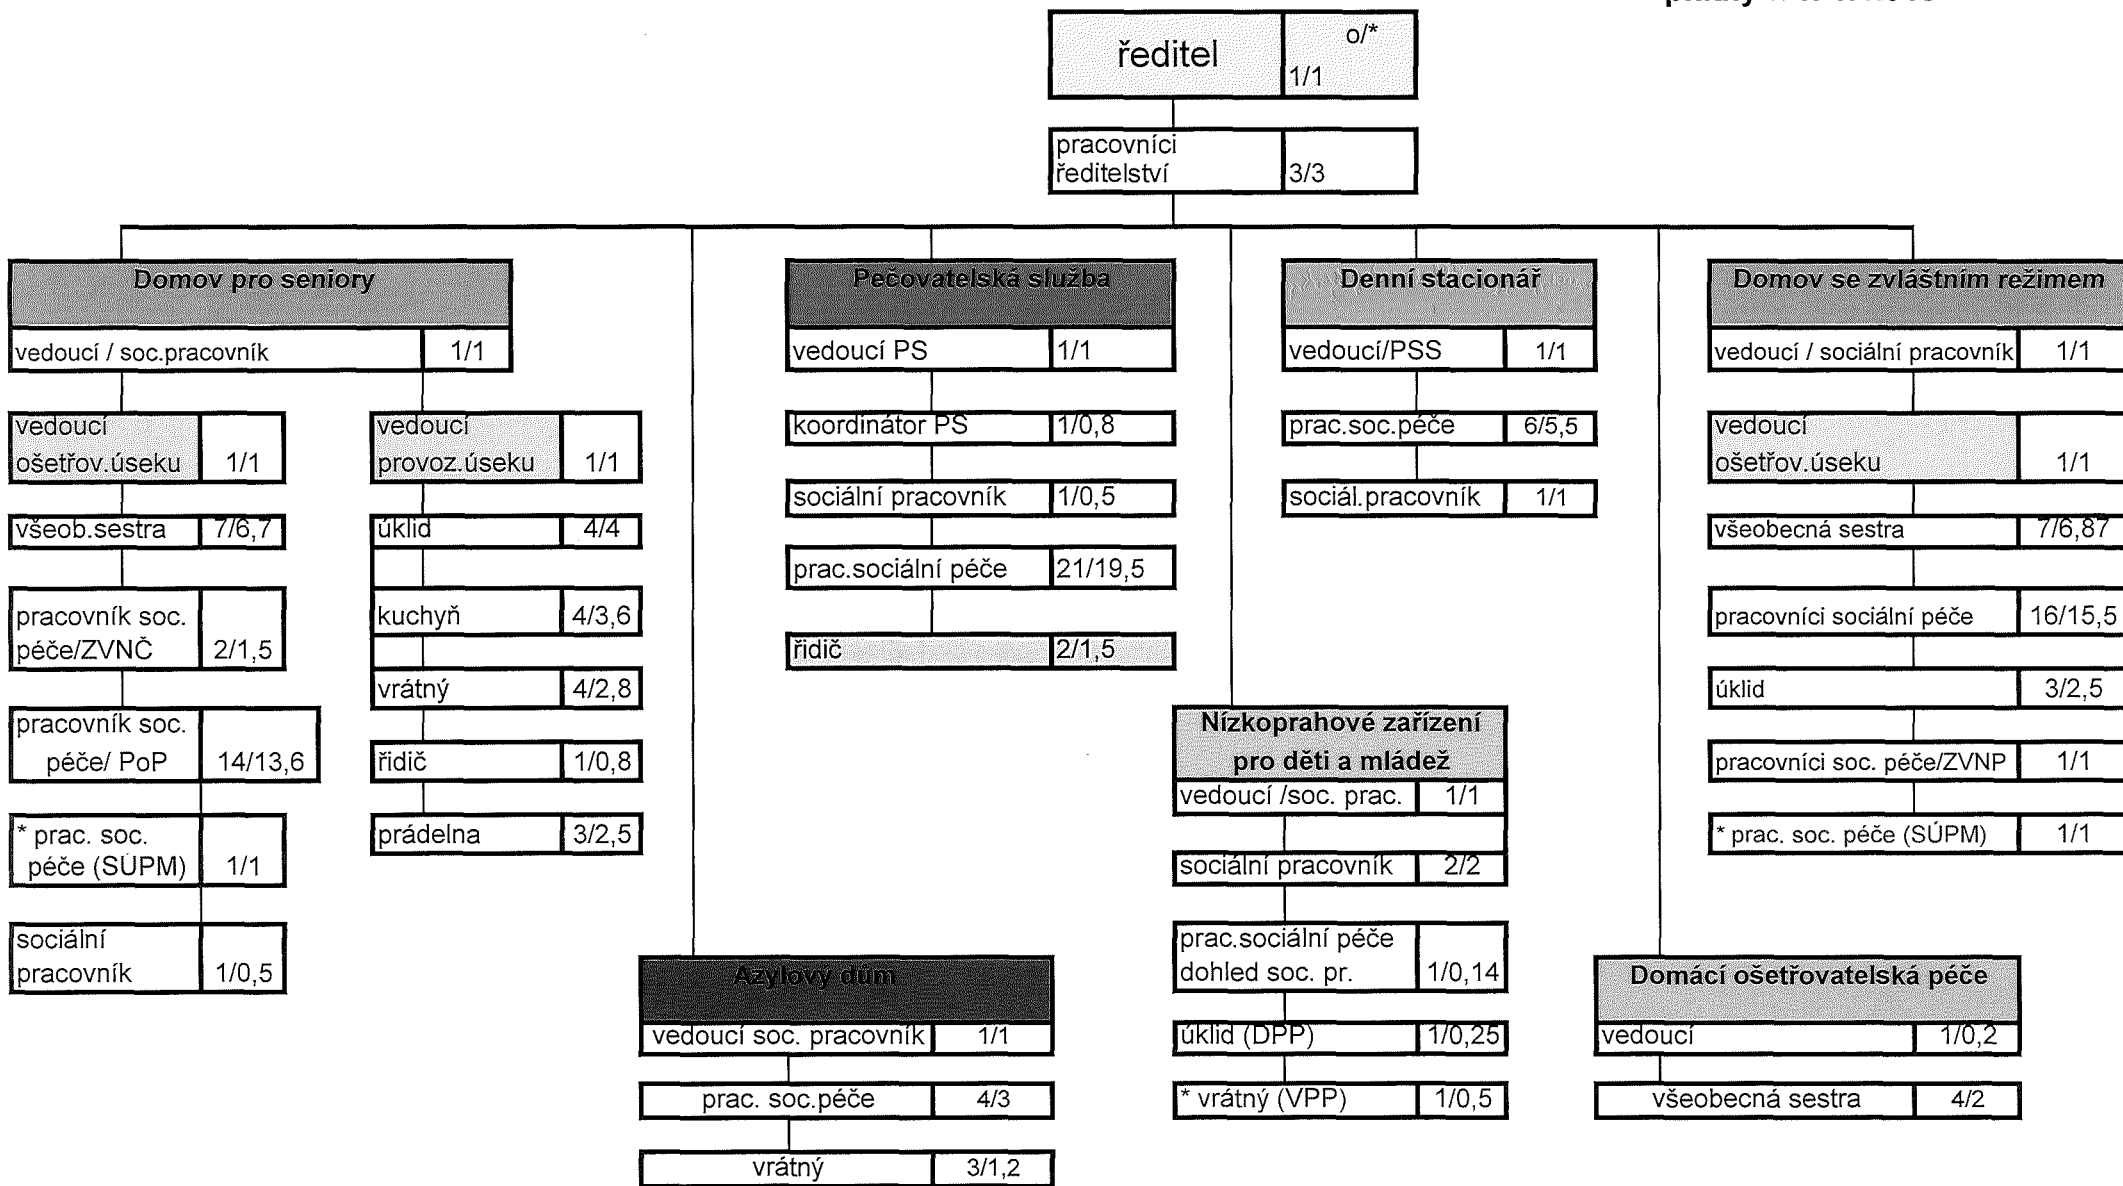 ředitel
o/*
1/1
pracovníci
ředitelství 3/3
Domov pro seniory
vedoucí / soc.pracovník 1/1
vedoucí
ošetřov.úseku 1/1
všeob.sestra 7/6,7
pracovník soc.
péče/ZVNČ 2/1,5
pracovník soc.
péče/ PoP 14/13,6
* prac. soc.
péče (SÚPM) 1/1
sociální
pracovník 1/0,5
vedoucí
provoz.úseku 1/1
úklid 4/4
kuchyň 4/3,6
vrátný 4/2,8
řidič 1/0,8
prádelna 3/2,5
Azylový dům
vedoucí soc. pracovník 1/1
prac. soc.péče 4/3
vrátný 3/1,2
Pečovatelská služba
vedoucí PS 1/1
koordinátor PS 1/0,8
sociální pracovník 1/0,5
prac.sociální péče 21/19,5
řidič 2/1,5
Nízkoprahové zařízení
pro děti a mládež
vedoucí /soc. prac. 1/1
sociální pracovník 2/2
prac.sociální péče
dohled soc. pr. 1/0,14
úklid (DPP) 1/0,25
* vrátný (VPP) 1/0,5
Denní stacionář
vedoucí/PSS 1/1
prac.soc.péče 6/5,5
sociál.pracovník 1/1
Domácí ošetřovatelská péče
vedoucí 1/0,2
všeobecná sestra 4/2
Domov se zvláštním režimem
vedoucí / sociální pracovník 1/1
vedoucí
ošetřov.úseku 1/1
všeobecná sestra 7/6,87
pracovníci sociální péče 16/15,5
úklid 3/2,5
pracovníci soc. péče/ZVNP 1/1
* prac. soc. péče (SÚPM) 1/1